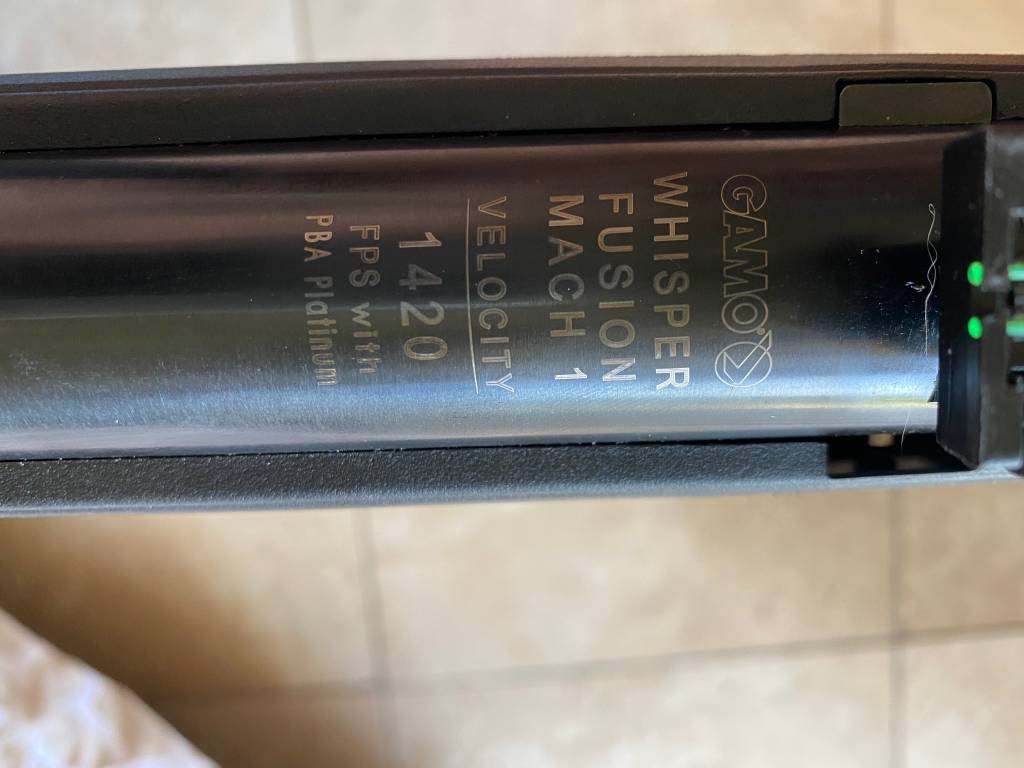 GAMO
WHISPER
FUSION
MACH 1
VELOCITY
1420
FPS with
PBA Platinum